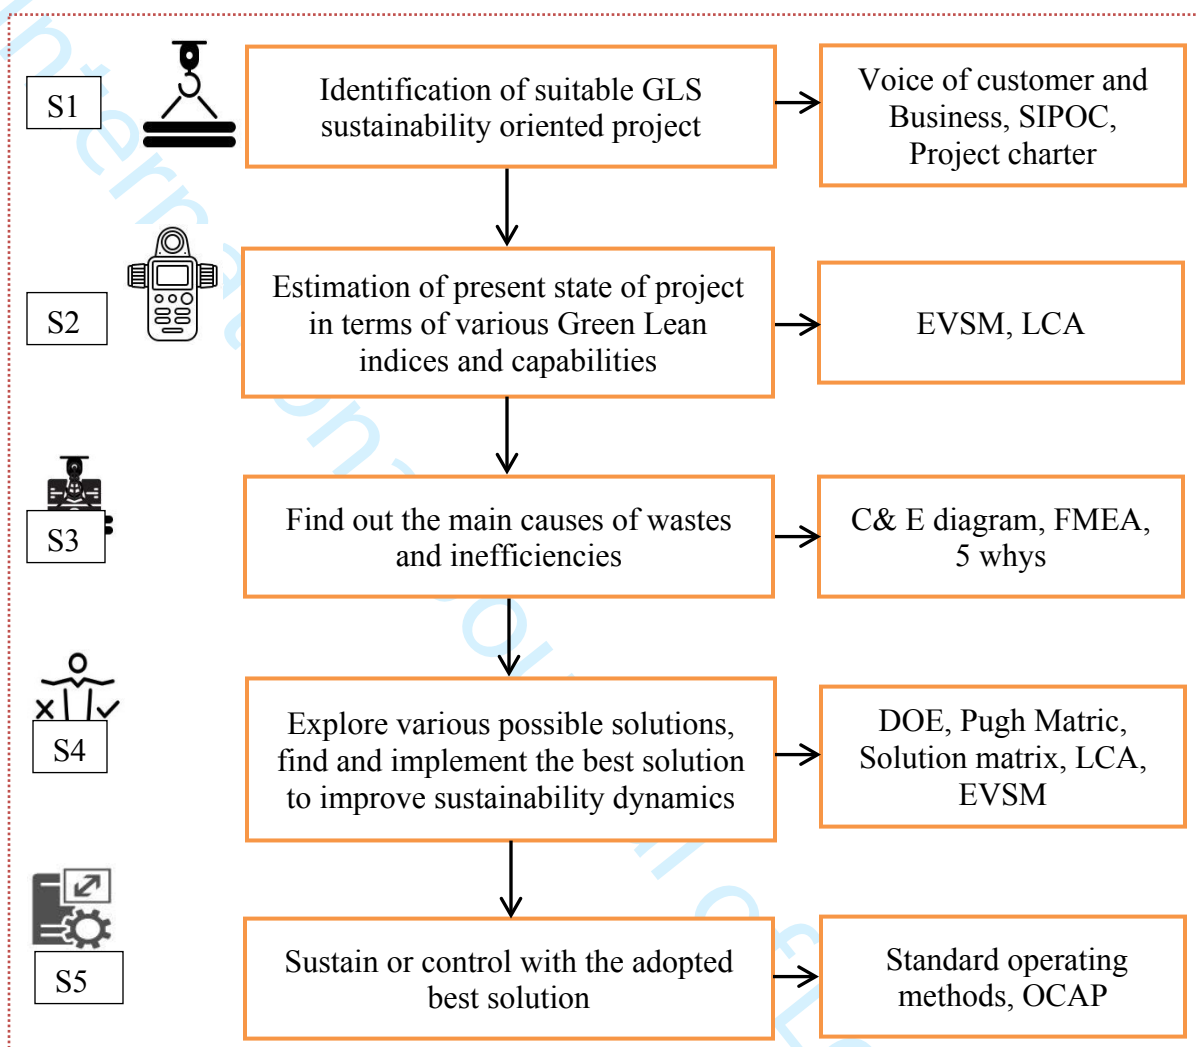 S1
Identification of suitable GLS
sustainability oriented project
Voice of customer and
Business, SIPOC,
Project charter
S2
Estimation of present state of project
in terms of various Green Lean
indices and capabilities
EVSM, LCA
S3
Find out the main causes of wastes
and inefficiencies
C& E diagram, FMEA,
5 whys
S4
Explore various possible solutions,
find and implement the best solution
to improve sustainability dynamics
DOE, Pugh Matric,
Solution matrix, LCA,
EVSM
S5
Sustain or control with the adopted
best solution
Standard operating
methods, OCAP